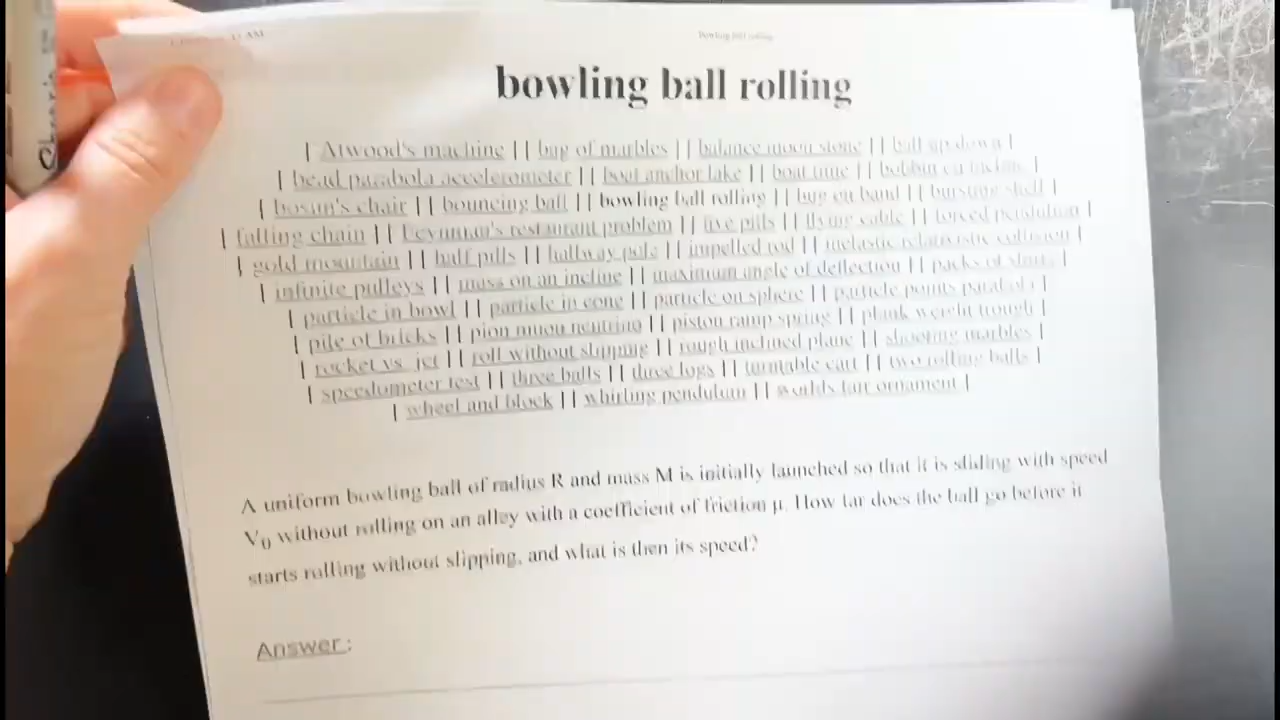 AM
bowling ball rolling
bowling ball rolling
| Atwood's machine | | bag of marbles | | balance moon stone | | ball up down |
| bead parabola accelerometer | | boat anchor lake | | boat time | | bobbin on incline |
| bosun's chair | | bouncing ball | | bowling ball rolling | | bug on band | | bursting shell |
| falling chain | | Feynman's restaurant problem | | five pills | | flying cable | | forced pendulum |
| gold mountain | | half pills | | hallway pole | | impelled rod | | inelastic relativistic collision |
| infinite pulleys | | mass on an incline | | maximum angle of deflection | | packs of |
| particle in bowl | | particle in cone | | particle on sphere | | particle points parabola |
| pile of bricks | | pion muon neutrino | | piston ramp spring | | plank weight trough |
| rocket vs. jet | | roll without slipping | | rough inclined plane | | shooting marbles |
| speedometer test | | three balls | | three logs | | turntable cart | | two rolling balls |
| wheel and block | | whirling pendulum | | worlds fair ornament |
A uniform bowling ball of radius R and mass M is initially launched so that it is sliding with speed
V0 without rolling on an alley with a coefficient of friction μ. How far does the ball go before it
starts rolling without slipping, and what is then its speed?
Answer :